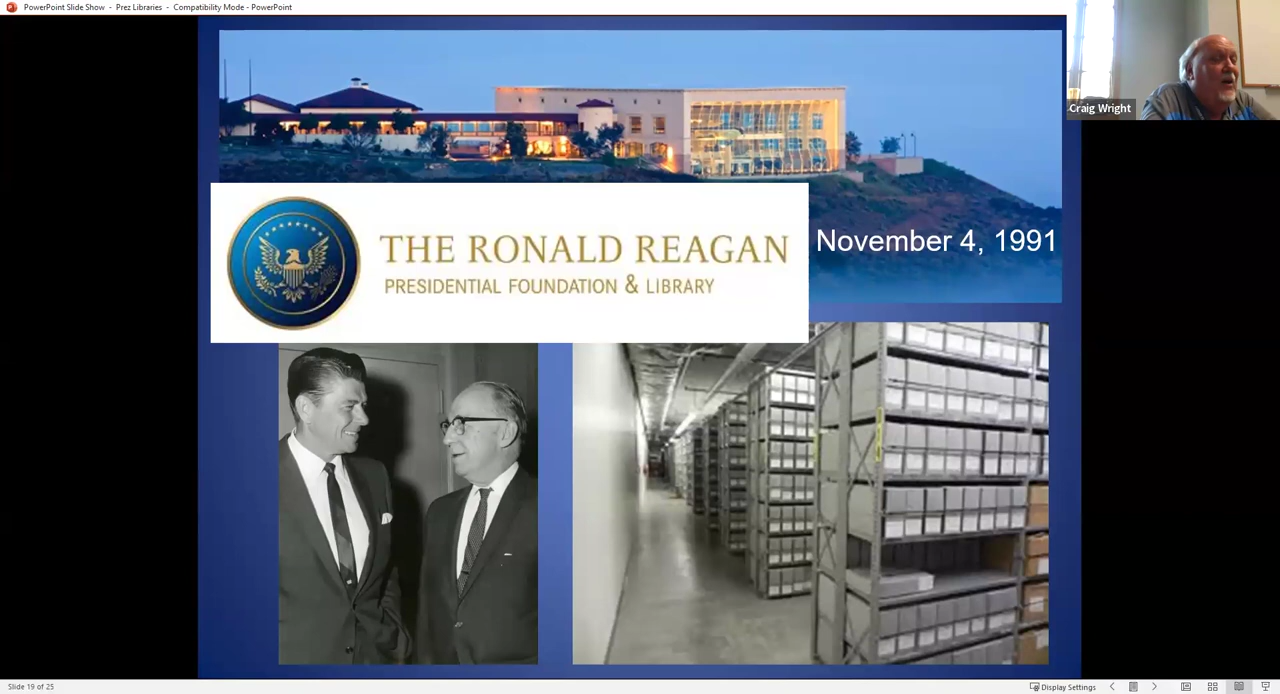 PowerPoint Slide Show - Prez Libraries - Compatibility Mode - PowerPoint
Craig Wright
November 4, 1991
THE RONALD REAGAN
PRESIDENTIAL FOUNDATION & LIBRARY
Slide 19 of 25
Display Settings